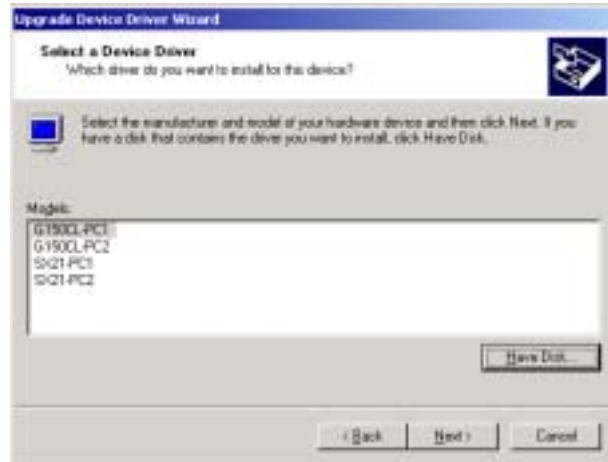 Upgrade Device Driver Wizard
Select a Device Driver
Which driver do you want to install for this device?
Select the manufacturer and model of your hardware device and then click Next. If you
have a disk that contains the driver you want to install, click Have Disk.
Models:
G190CL-PC1
G190CL-PC2
SX21-PC1
SX21-PC2
Have Disk...
< Back
Next >
Cancel